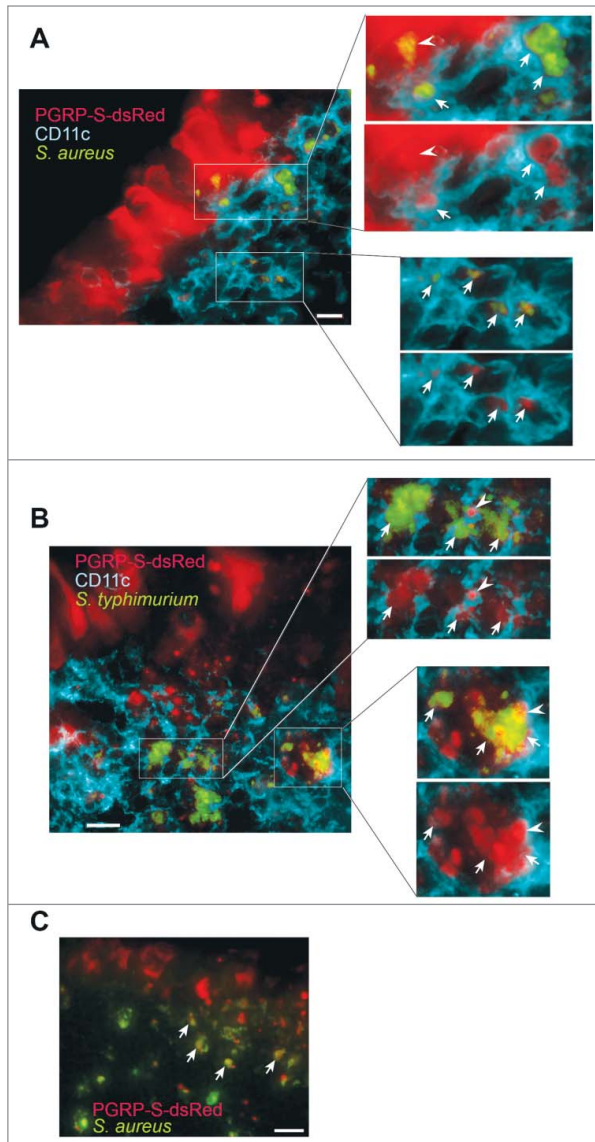 A
PGRP-S-dsRed
CD11c
S. aureus
B
PGRP-S-dsRed
CD11c
S. typhimurium
C
PGRP-S-dsRed
S. aureus